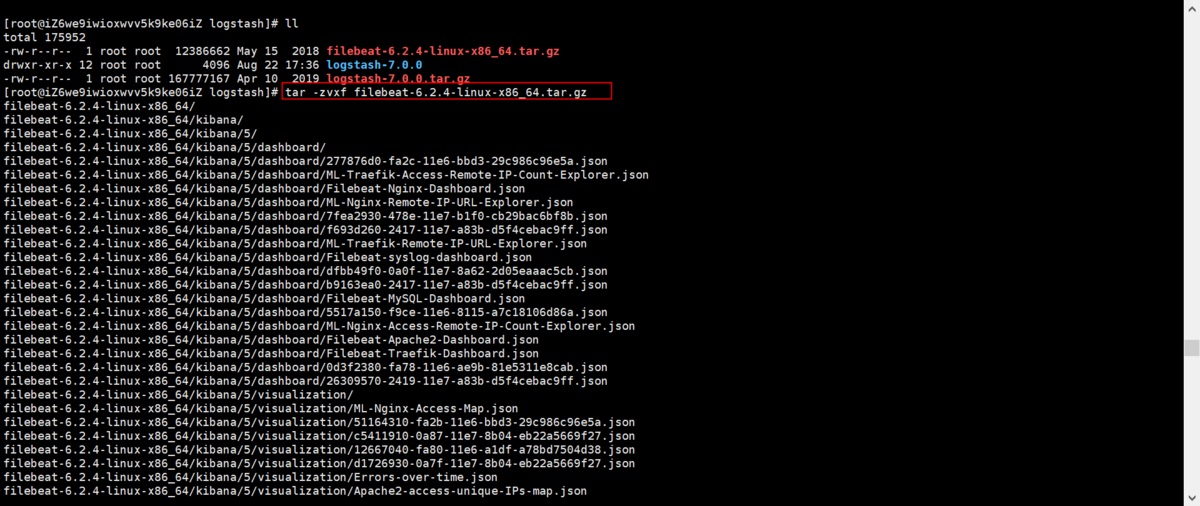 [root@iZ6we9iwioxwvv5k9ke06iZ logstash]# ll
total 175952
-rw-r--r--  1 root root  12386662 May 15  2018 filebeat-6.2.4-linux-x86_64.tar.gz
drwxr-xr-x 12 root root      4096 Aug 22 17:36 logstash-7.0.0
-rw-r--r--  1 root root 167777167 Apr 10  2019 logstash-7.0.0.tar.gz
[root@iZ6we9iwioxwvv5k9ke06iZ logstash]# tar -zvxf filebeat-6.2.4-linux-x86_64.tar.gz
filebeat-6.2.4-linux-x86_64/
filebeat-6.2.4-linux-x86_64/kibana/
filebeat-6.2.4-linux-x86_64/kibana/5/
filebeat-6.2.4-linux-x86_64/kibana/5/dashboard/
filebeat-6.2.4-linux-x86_64/kibana/5/dashboard/277876d0-fa2c-11e6-bbd3-29c986c96e5a.json
filebeat-6.2.4-linux-x86_64/kibana/5/dashboard/ML-Traefik-Access-Remote-IP-Count-Explorer.json
filebeat-6.2.4-linux-x86_64/kibana/5/dashboard/Filebeat-Nginx-Dashboard.json
filebeat-6.2.4-linux-x86_64/kibana/5/dashboard/ML-Nginx-Remote-IP-URL-Explorer.json
filebeat-6.2.4-linux-x86_64/kibana/5/dashboard/7fea2930-478e-11e7-b1f0-cb29bac6bf8b.json
filebeat-6.2.4-linux-x86_64/kibana/5/dashboard/f693d260-2417-11e7-a83b-d5f4cebac9ff.json
filebeat-6.2.4-linux-x86_64/kibana/5/dashboard/ML-Traefik-Remote-IP-URL-Explorer.json
filebeat-6.2.4-linux-x86_64/kibana/5/dashboard/Filebeat-syslog-dashboard.json
filebeat-6.2.4-linux-x86_64/kibana/5/dashboard/dfbb49f0-0a0f-11e7-8a62-2d05eaaac5cb.json
filebeat-6.2.4-linux-x86_64/kibana/5/dashboard/b9163ea0-2417-11e7-a83b-d5f4cebac9ff.json
filebeat-6.2.4-linux-x86_64/kibana/5/dashboard/Filebeat-MySQL-Dashboard.json
filebeat-6.2.4-linux-x86_64/kibana/5/dashboard/5517a150-f9ce-11e6-8115-a7c18106d86a.json
filebeat-6.2.4-linux-x86_64/kibana/5/dashboard/ML-Nginx-Access-Remote-IP-Count-Explorer.json
filebeat-6.2.4-linux-x86_64/kibana/5/dashboard/Filebeat-Apache2-Dashboard.json
filebeat-6.2.4-linux-x86_64/kibana/5/dashboard/Filebeat-Traefik-Dashboard.json
filebeat-6.2.4-linux-x86_64/kibana/5/dashboard/0d3f2380-fa78-11e6-ae9b-81e5311e8cab.json
filebeat-6.2.4-linux-x86_64/kibana/5/dashboard/26309570-2419-11e7-a83b-d5f4cebac9ff.json
filebeat-6.2.4-linux-x86_64/kibana/5/visualization/
filebeat-6.2.4-linux-x86_64/kibana/5/visualization/ML-Nginx-Access-Map.json
filebeat-6.2.4-linux-x86_64/kibana/5/visualization/51164310-fa2b-11e6-bbd3-29c986c96e5a.json
filebeat-6.2.4-linux-x86_64/kibana/5/visualization/c5411910-0a87-11e7-8b04-eb22a5669f27.json
filebeat-6.2.4-linux-x86_64/kibana/5/visualization/12667040-fa80-11e6-a1df-a78bd7504d38.json
filebeat-6.2.4-linux-x86_64/kibana/5/visualization/d1726930-0a7f-11e7-8b04-eb22a5669f27.json
filebeat-6.2.4-linux-x86_64/kibana/5/visualization/Errors-over-time.json
filebeat-6.2.4-linux-x86_64/kibana/5/visualization/Apache2-access-unique-IPs-map.json